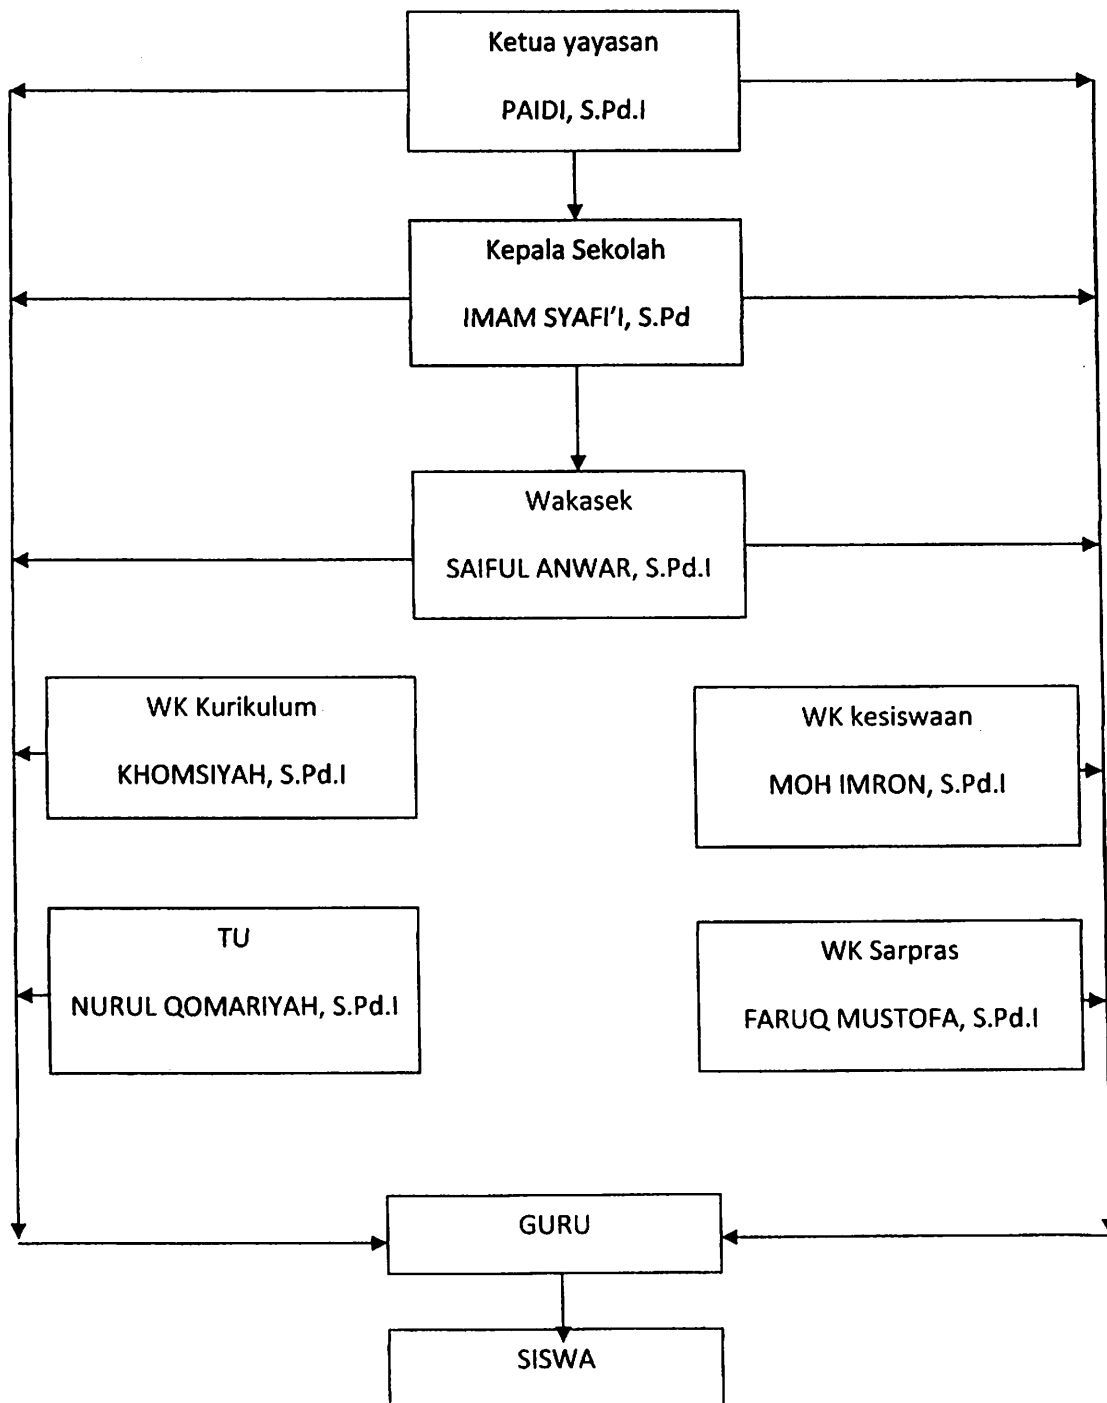 Ketua yayasan
PAIDI, S.Pd.I
Kepala Sekolah
IMAM SYAFI'I, S.Pd
Wakasek
SAIFUL ANWAR, S.Pd.I
WK Kurikulum
KHOMSIYAH, S.Pd.I
WK kesiswaan
MOH IMRON, S.Pd.I
TU
NURUL QOMARIYAH, S.Pd.I
WK Sarpras
FARUQ MUSTOFA, S.Pd.I
GURU
SISWA